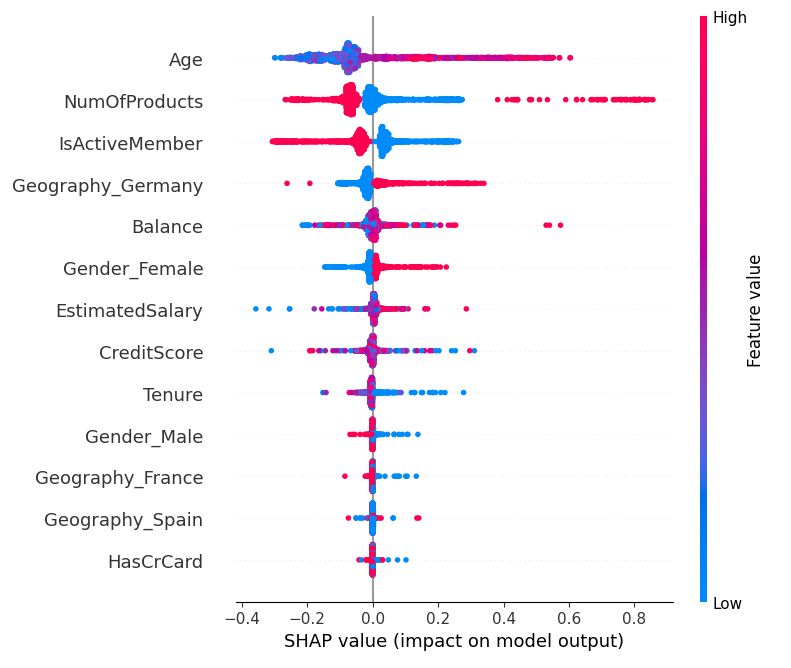 High
Age
NumOfProducts
IsActiveMember
Geography_Germany
Balance
Gender_Female
EstimatedSalary
CreditScore
Tenure
Gender_Male
Geography_France
Geography_Spain
HasCrCard
Feature value
Low
−0.4 −0.2 0.0 0.2 0.4 0.6 0.8
SHAP value (impact on model output)